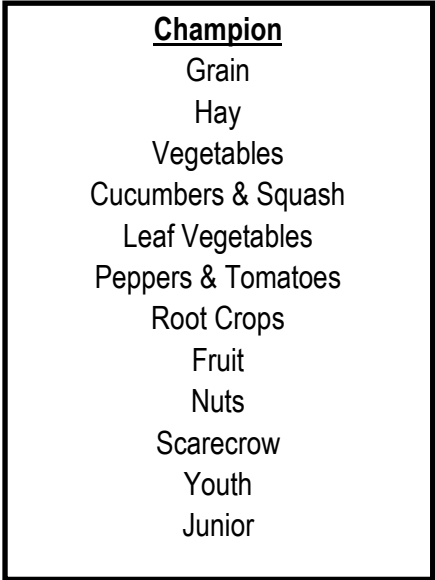 Champion
Grain
Hay
Vegetables
Cucumbers & Squash
Leaf Vegetables
Peppers & Tomatoes
Root Crops
Fruit
Nuts
Scarecrow
Youth
Junior